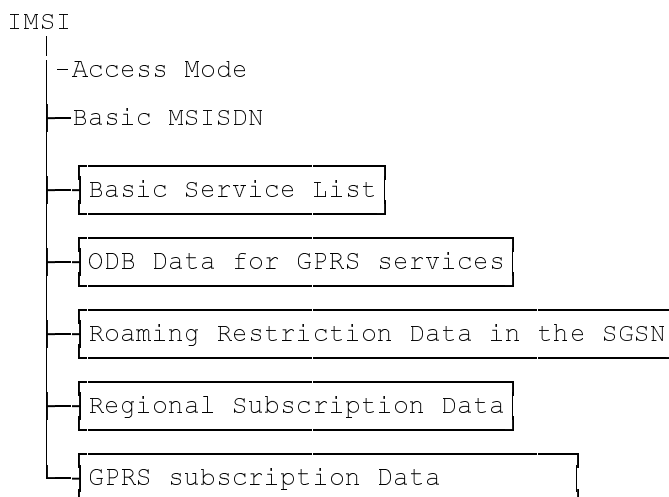 IMSI
-Access Mode
Basic MSISDN
Basic Service List
ODB Data for GPRS services
Roaming Restriction Data in the SGSN
Regional Subscription Data
GPRS subscription Data